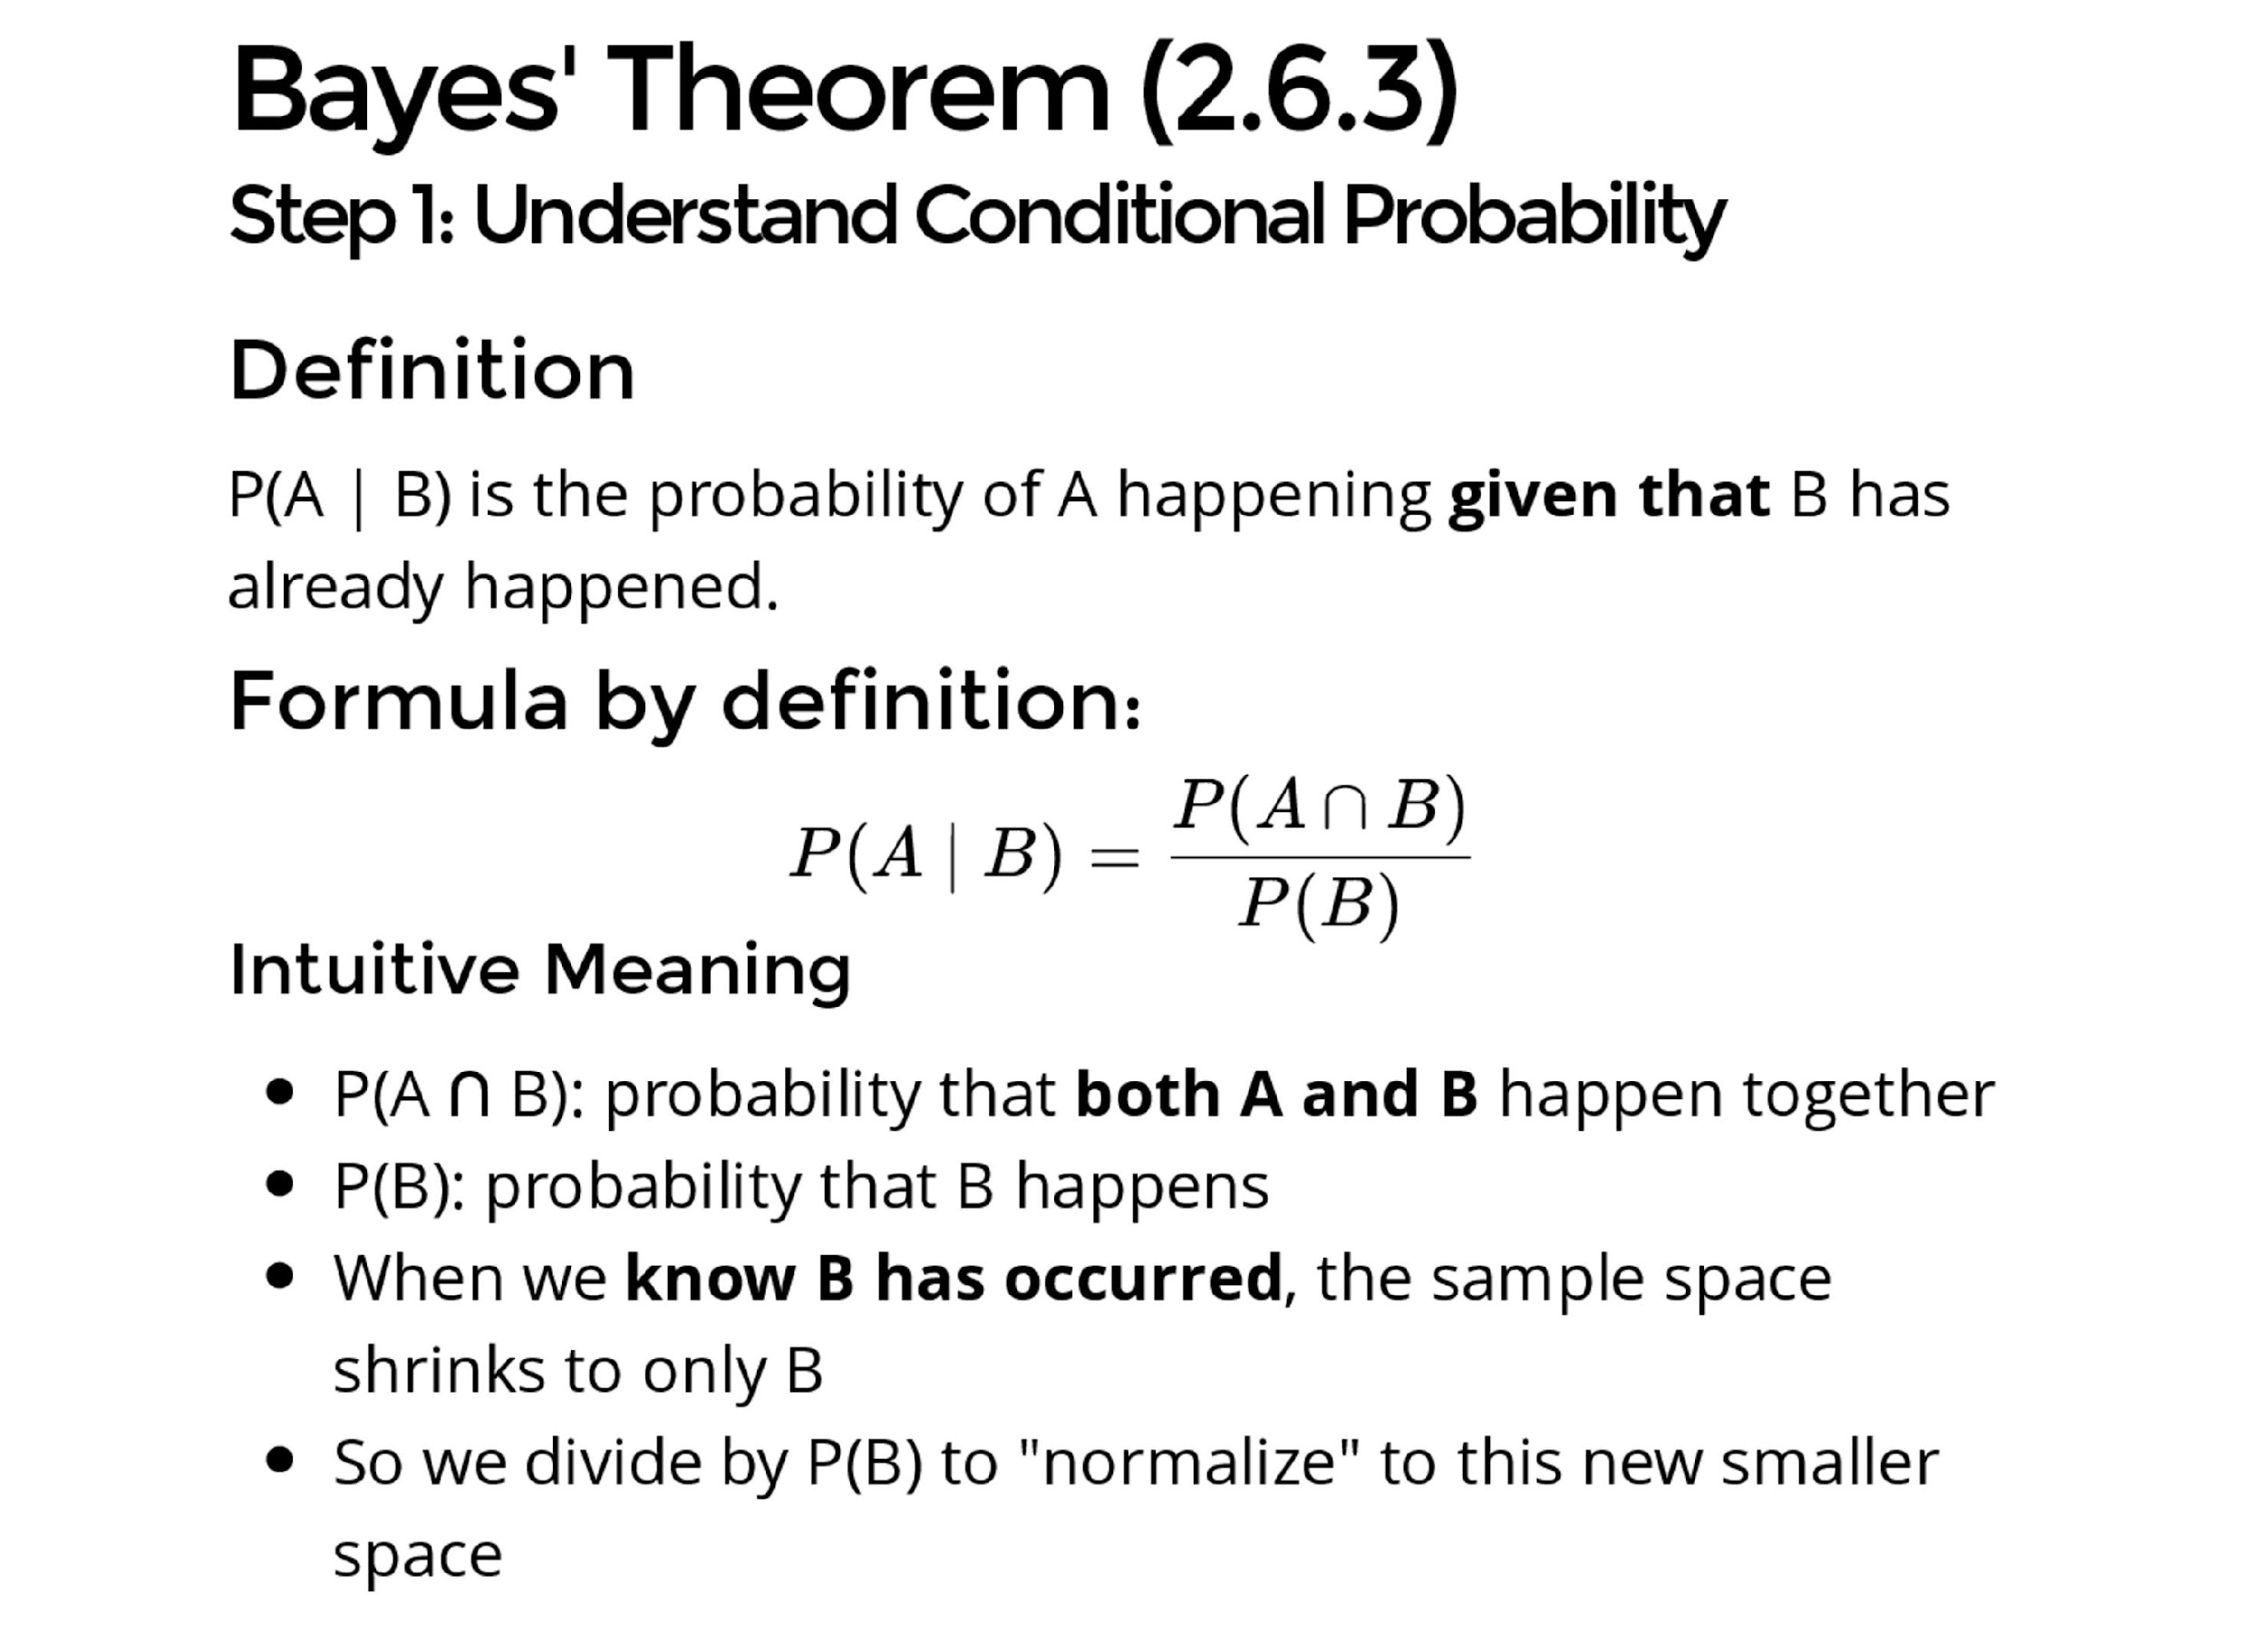 Bayes' Theorem (2.6.3)
Step 1: Understand Conditional Probability
Definition
P(A | B) is the probability of A happening given that B has
already happened.
Formula by definition:
P(A | B) = P(A ∩ B) / P(B)
Intuitive Meaning
• P(A ∩ B): probability that both A and B happen together
• P(B): probability that B happens
• When we know B has occurred, the sample space
shrinks to only B
• So we divide by P(B) to "normalize" to this new smaller
space